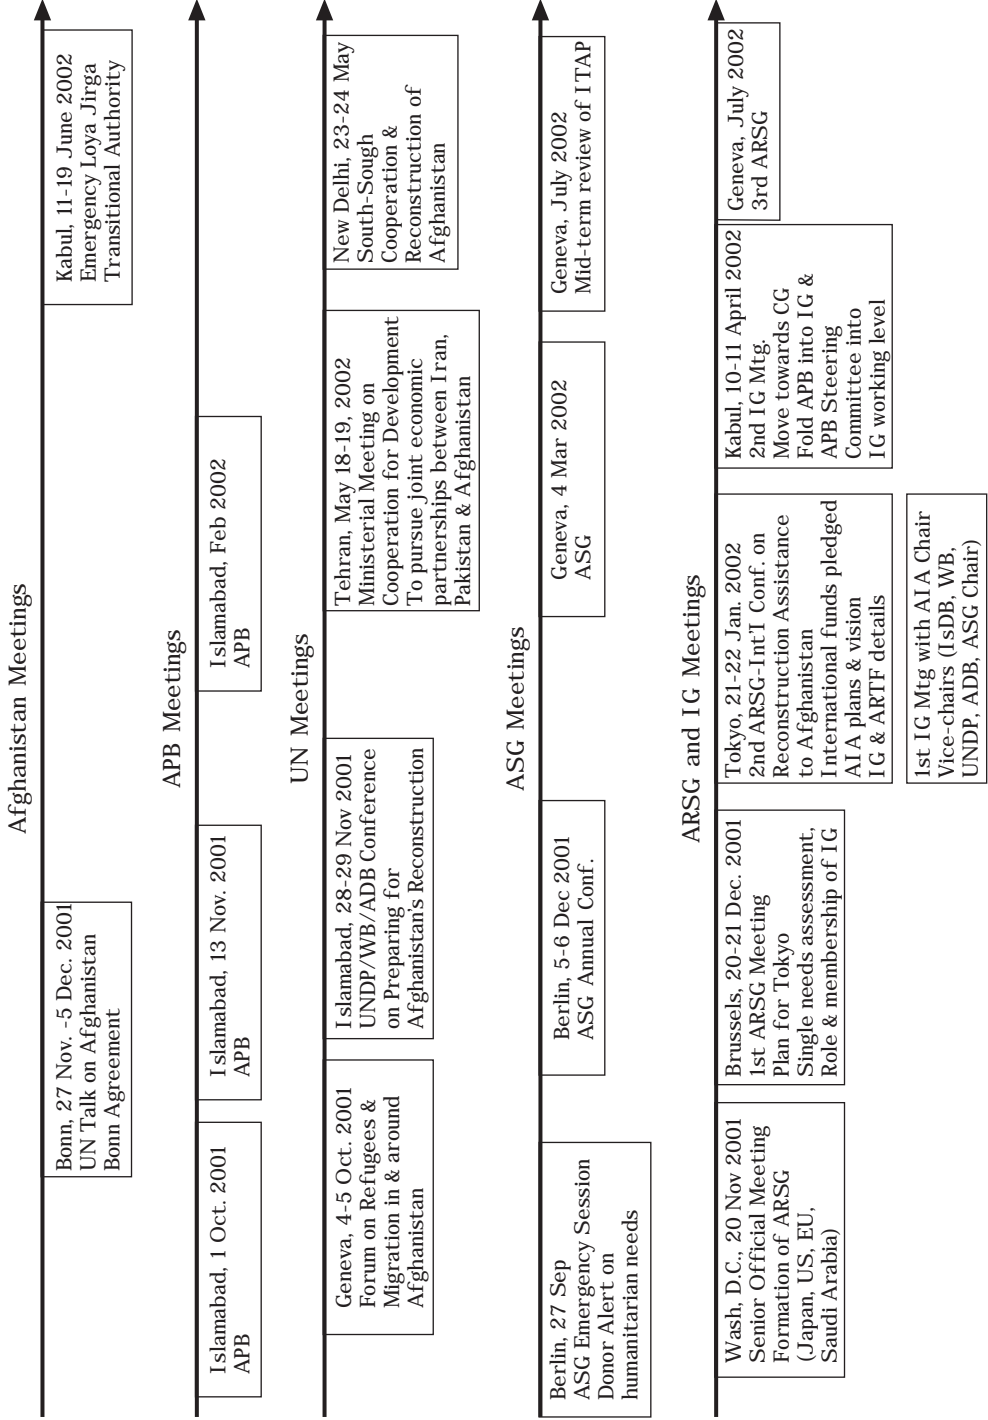 Afghanistan Meetings
Bonn, 27 Nov. -5 Dec. 2001
UN Talk on Afghanistan
Bonn Agreement
Kabul, 11-19 June 2002
Emergency Loya Jirga
Transitional Authority
APB Meetings
Islamabad, 1 Oct. 2001
APB
Islamabad, 13 Nov. 2001
APB
Islamabad, Feb 2002
APB
UN Meetings
Geneva, 4-5 Oct. 2001
Forum on Refugees &
Migration in & around
Afghanistan
Islamabad, 28-29 Nov 2001
UNDP/WB/ADB Conference
on Preparing for
Afghanistan's Reconstruction
Tehran, May 18-19, 2002
Ministerial Meeting on
Cooperation for Development
To pursue joint economic
partnerships between Iran,
Pakistan & Afghanistan
New Delhi, 23-24 May
South-Sough
Cooperation &
Reconstruction of
Afghanistan
ASG Meetings
Berlin, 27 Sep
ASG Emergency Session
Donor Alert on
humanitarian needs
Berlin, 5-6 Dec 2001
ASG Annual Conf.
Geneva, 4 Mar 2002
ASG
Geneva, July 2002
Mid-term review of ITAP
ARSG and IG Meetings
Wash, D.C., 20 Nov 2001
Senior Official Meeting
Formation of ARSG
(Japan, US, EU,
Saudi Arabia)
Brussels, 20-21 Dec. 2001
1st ARSG Meeting
Plan for Tokyo
Single needs assessment,
Role & membership of IG
Tokyo, 21-22 Jan. 2002
2nd ARSG-Int'l Conf. on
Reconstruction Assistance
to Afghanistan
International funds pledged
AIA plans & vision
IG & ARTF details
1st IG Mtg with AIA Chair
Vice-chairs (IsDB, WB,
UNDP, ADB, ASG Chair)
Kabul, 10-11 April 2002
2nd IG Mtg.
Move towards CG
Fold APB into IG &
APB Steering
Committee into
IG working level
Geneva, July 2002
3rd ARSG